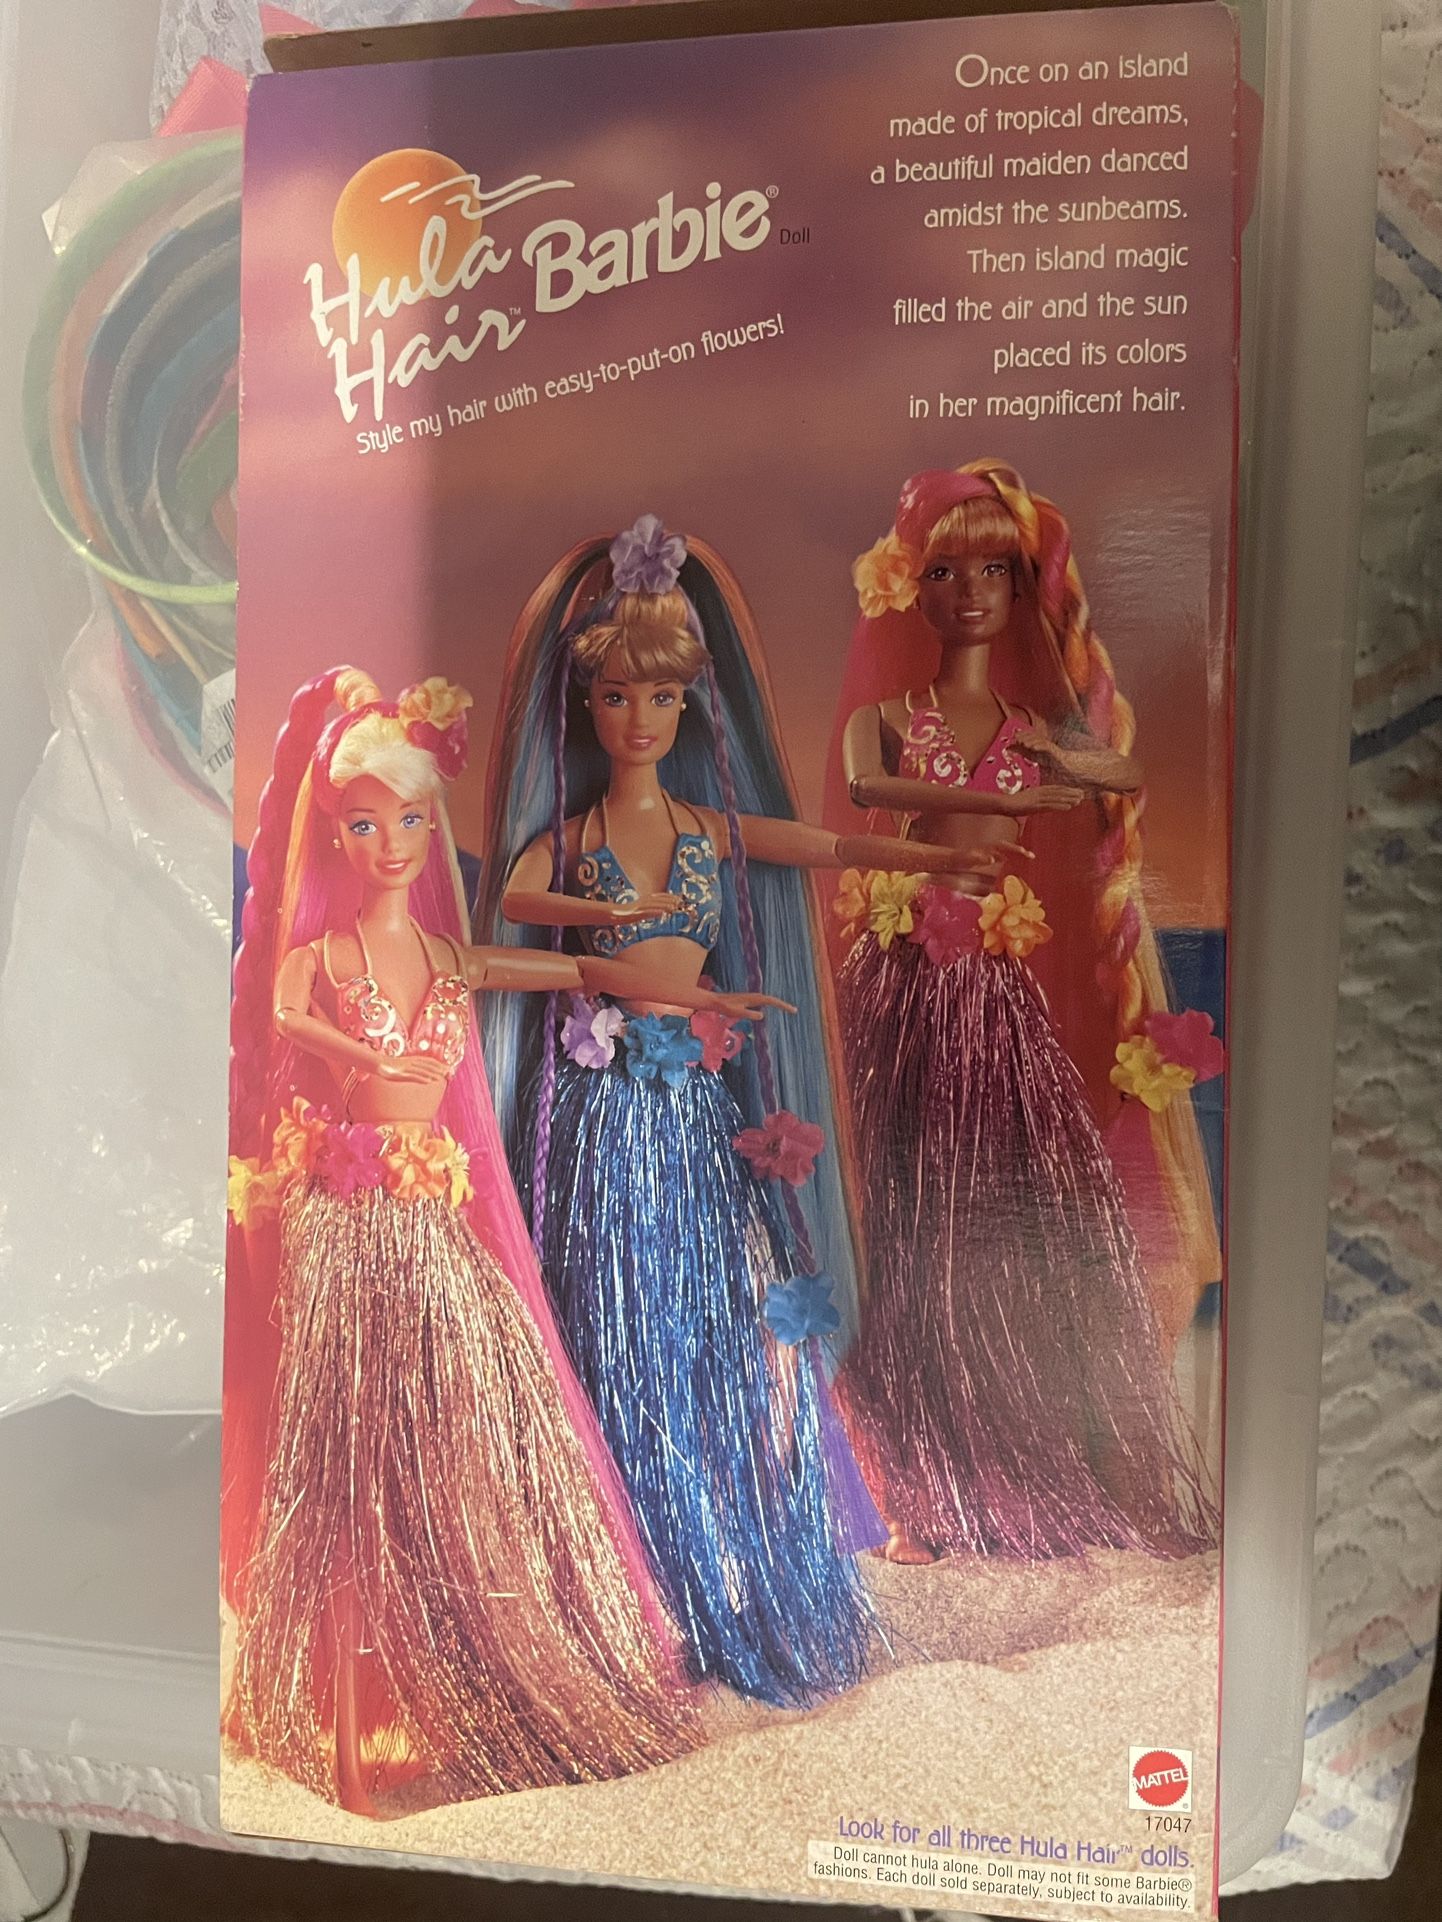 Once on an island
made of tropical dreams,
a beautiful maiden danced
amidst the sunbeams.
Then island magic
filled the air and the sun
placed its colors
in her magnificent hair.
Hula
Hair™ Barbie® Doll
Style my hair with easy-to-put-on flowers!
MATTEL
®
17047
Look for all three Hula Hair™ dolls.
Doll cannot hula alone. Doll may not fit some Barbie®
fashions. Each doll sold separately, subject to availability.